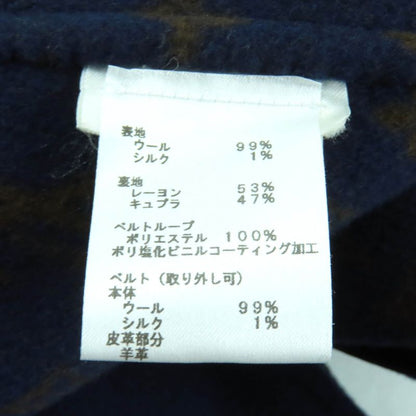 表地
ウール 99%
シルク 1%
裏地
レーヨン 53%
キュプラ 47%
ベルトループ
ポリエステル 100%
ポリ塩化ビニルコーティング加工
ベルト(取り外し可)
本体
ウール 99%
シルク 1%
皮革部分
羊革